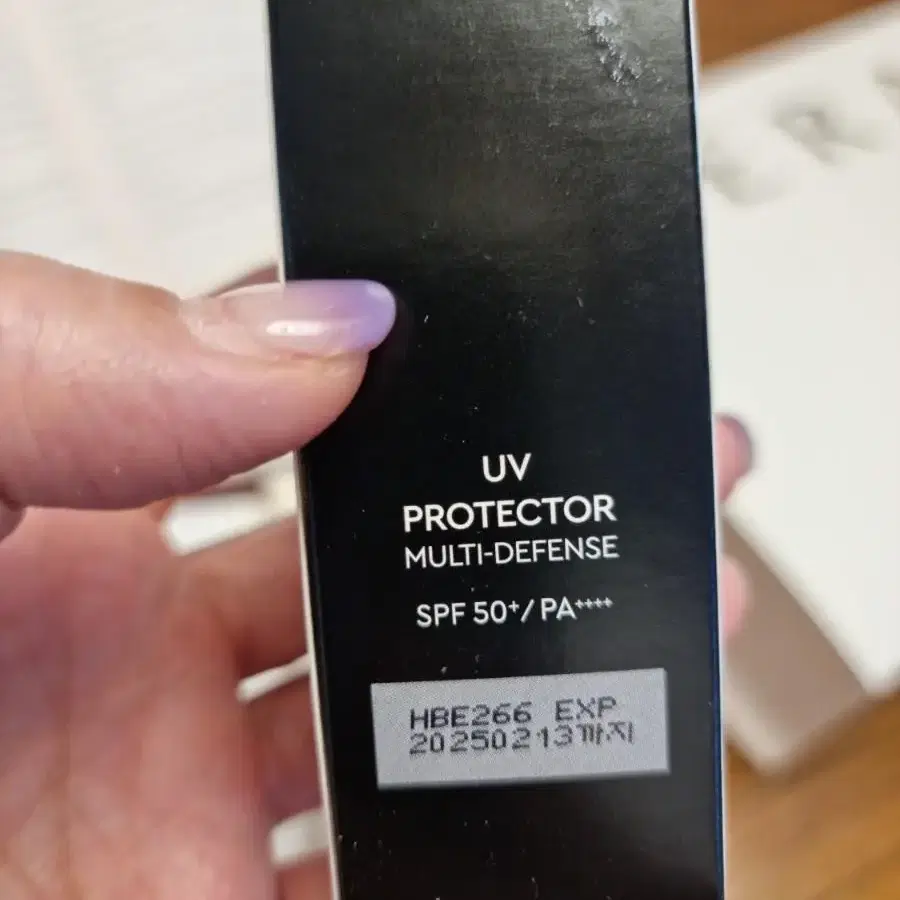 UV
PROTECTOR
MULTI-DEFENSE
SPF 50+/PA++++
HBE266 EXP
20250213까지